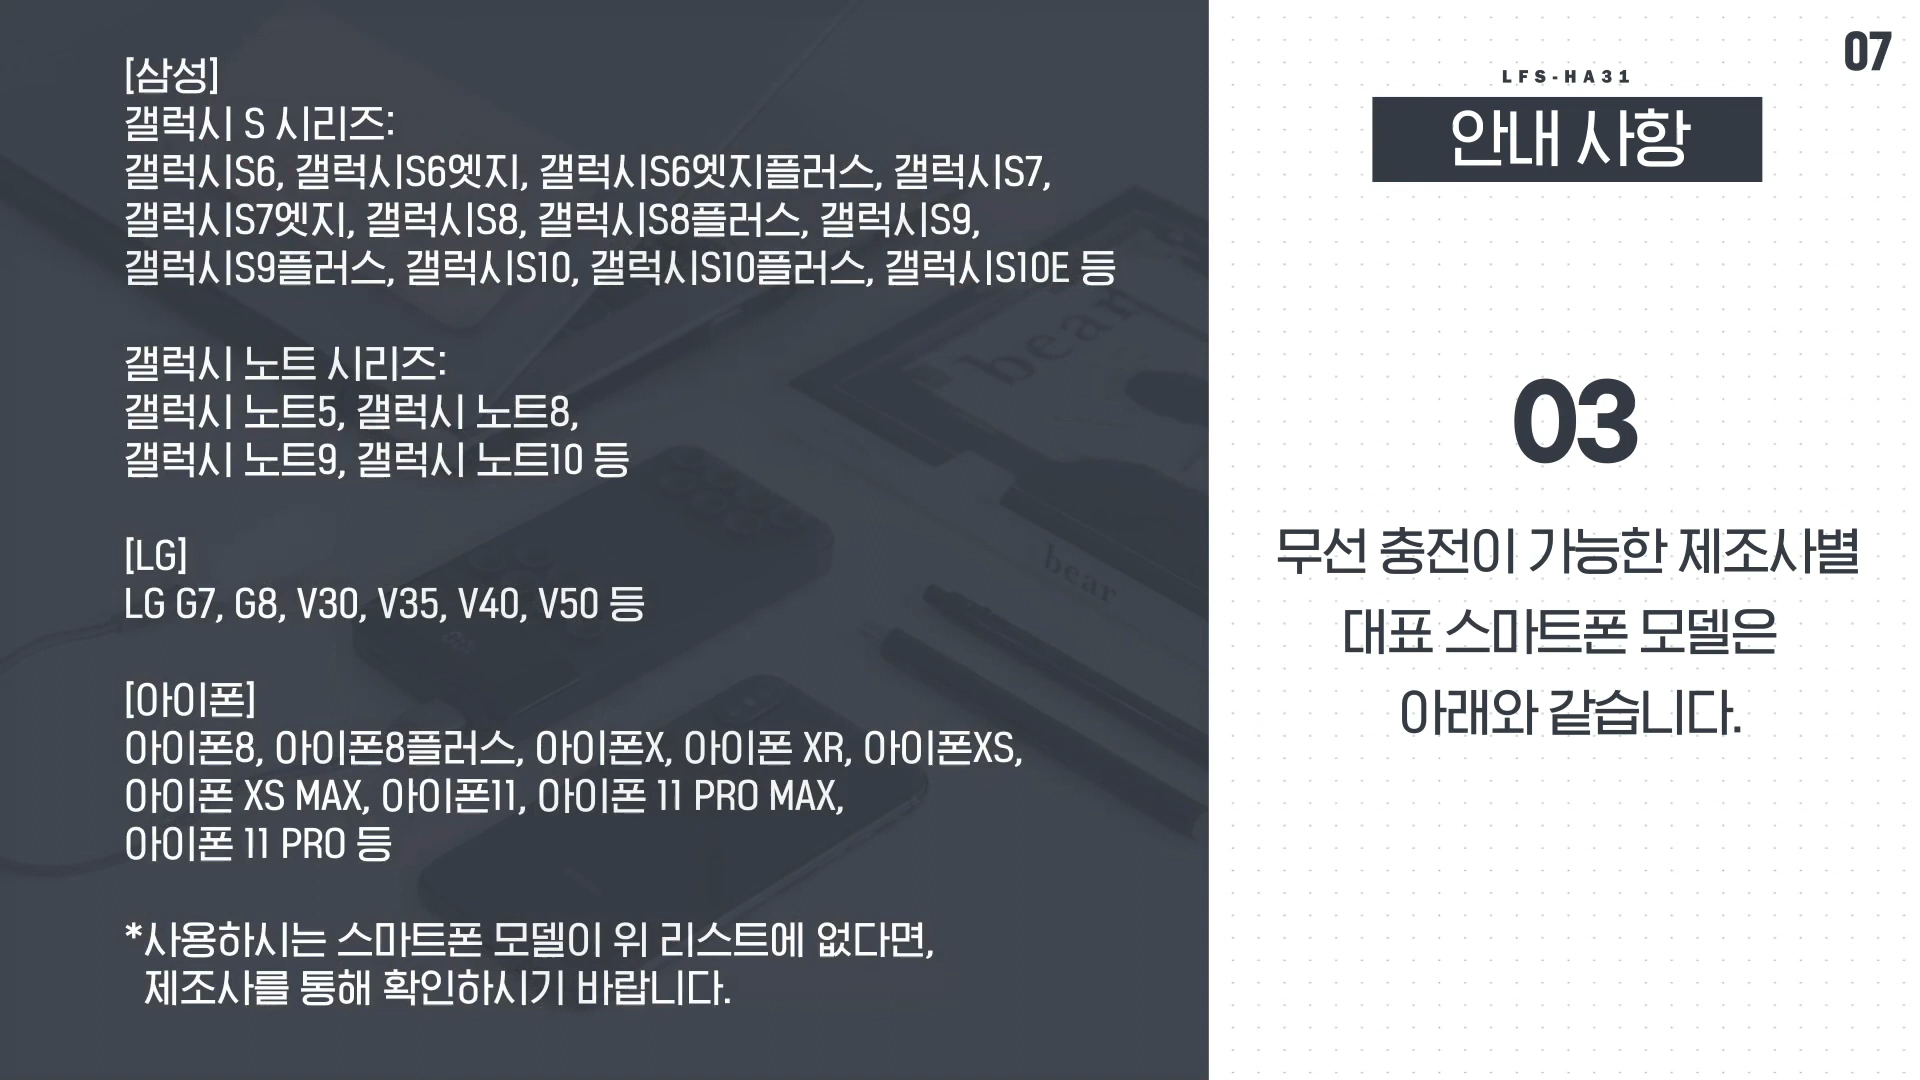 [삼성]
갤럭시 S 시리즈:
갤럭시S6, 갤럭시S6엣지, 갤럭시S6엣지플러스, 갤럭시S7,
갤럭시S7엣지, 갤럭시S8, 갤럭시S8플러스, 갤럭시S9,
갤럭시S9플러스, 갤럭시S10, 갤럭시S10플러스, 갤럭시S10E 등
갤럭시 노트 시리즈:
갤럭시 노트5, 갤럭시 노트8,
갤럭시 노트9, 갤럭시 노트10 등
[LG]
LG G7, G8, V30, V35, V40, V50 등
[아이폰]
아이폰8, 아이폰8플러스, 아이폰X, 아이폰 XR, 아이폰XS,
아이폰 XS MAX, 아이폰11, 아이폰 11 PRO MAX,
아이폰 11 PRO 등
*사용하시는 스마트폰 모델이 위 리스트에 없다면,
제조사를 통해 확인하시기 바랍니다.
bear
bear
07
LFS-HA31
안내 사항
03
무선 충전이 가능한 제조사별
대표 스마트폰 모델은
아래와 같습니다.